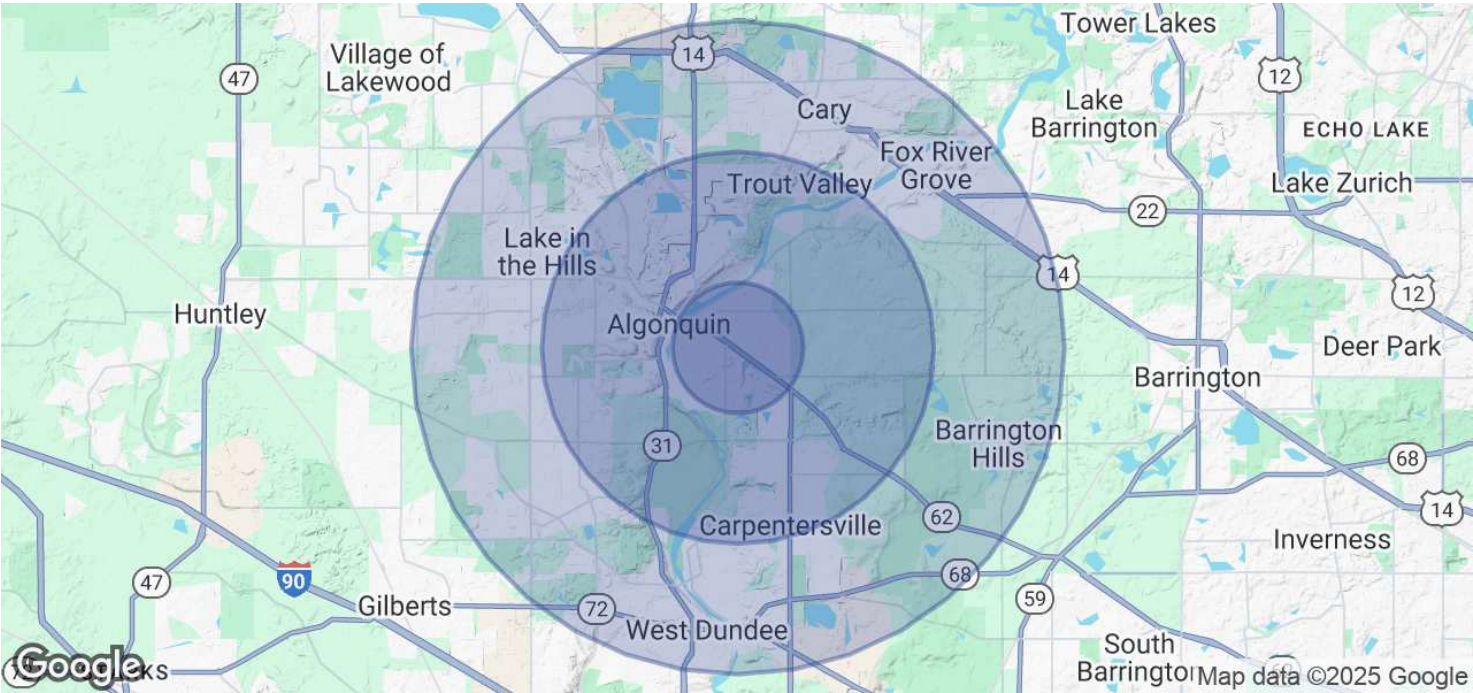 Tower Lakes
Village of
Lakewood
14
47
12
Cary
Lake
Barrington
ECHO LAKE
Fox River
Grove
Trout Valley
Lake Zurich
22
Lake in
the Hills
14
12
Huntley
Algonquin
Deer Park
Barrington
31
Barrington
Hills
68
14
62
Carpentersville
Inverness
90
47
68
59
Gilberts
72
West Dundee
South
Barrington
Google
Map data ©2025 Google